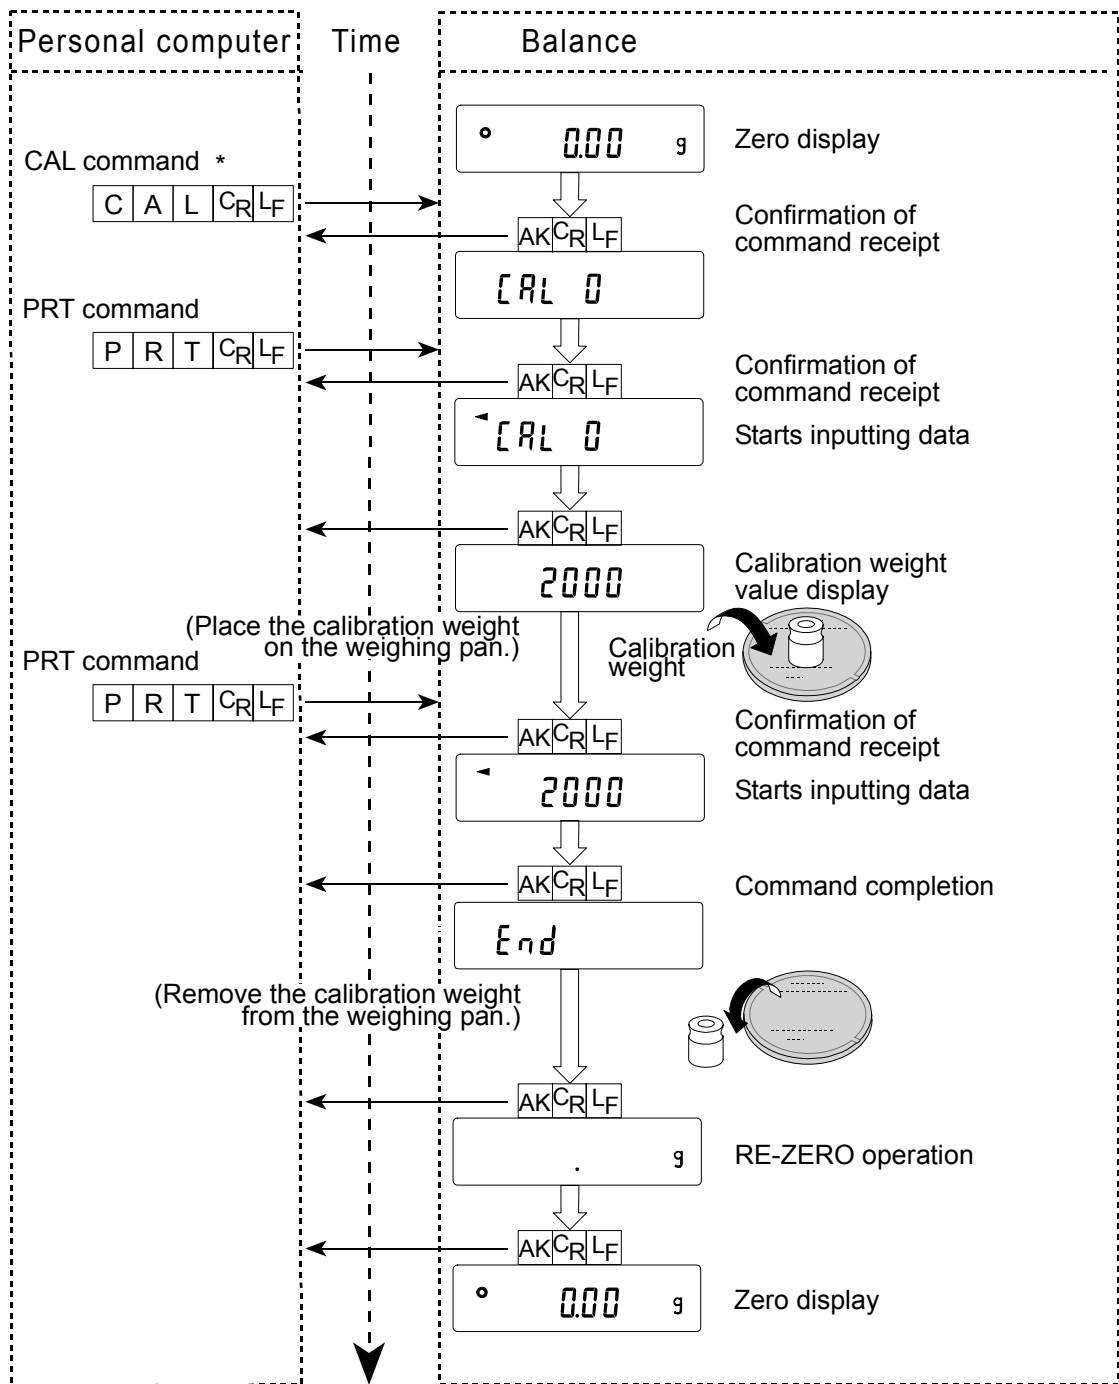 Personal computer Time Balance
0.00 g Zero display
CAL command *
C A L CR LF
AK CR LF Confirmation of
command receipt
CAL 0
PRT command
P R T CR LF
AK CR LF Confirmation of
command receipt
CAL 0 Starts inputting data
AK CR LF
2000 Calibration weight
value display
(Place the calibration weight
on the weighing pan.)
Calibration
weight
PRT command
P R T CR LF
AK CR LF Confirmation of
command receipt
2000 Starts inputting data
AK CR LF Command completion
End
(Remove the calibration weight
from the weighing pan.)
AK CR LF
. g RE-ZERO operation
AK CR LF
0.00 g Zero display